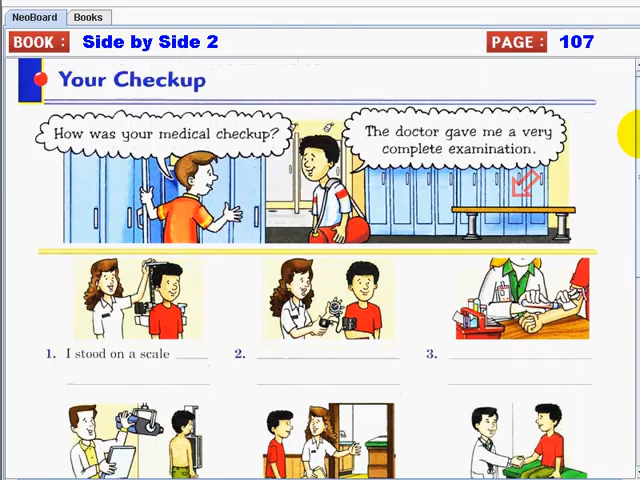 NeoBoard Books
BOOK : Side by Side 2 PAGE : 107
Your Checkup
How was your medical checkup?
The doctor gave me a very
complete examination.
1. I stood on a scale
2.
3.